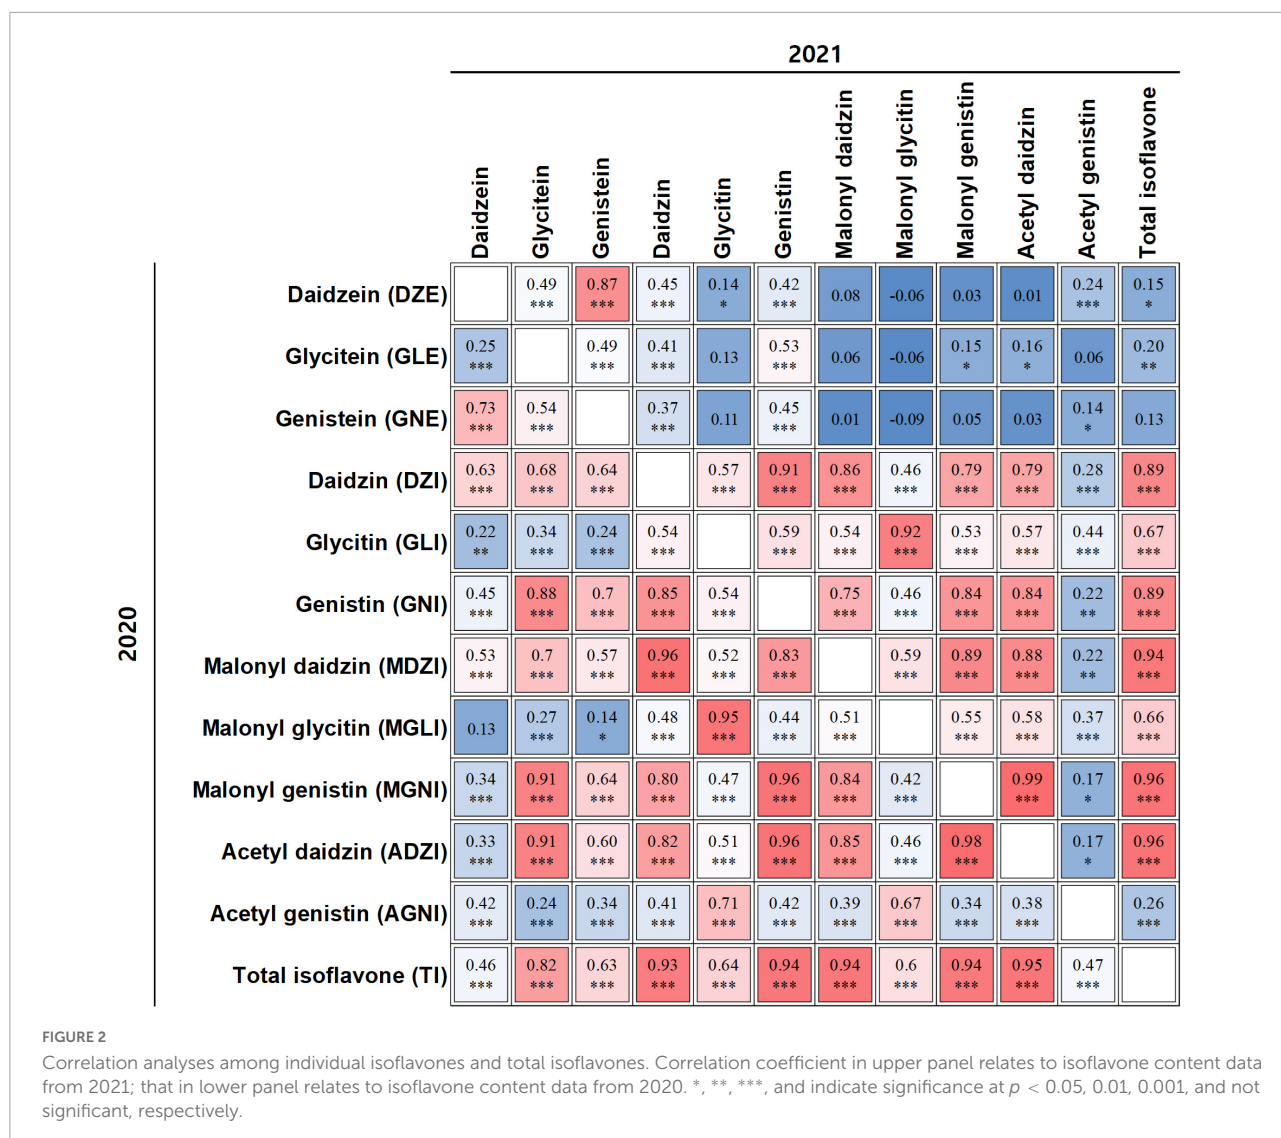 2021
Daidzein
Glycitein
Genistein
Daidzin
Glycitin
Genistin
Malonyl daidzin
Malonyl glycitin
Malonyl genistin
Acetyl daidzin
Acetyl genistin
Total isoflavone
2020
Daidzein (DZE)
0.49 0.87 0.45 0.14 0.42 0.08 -0.06 0.03 0.01 0.24 0.15
*** *** *** * *** *** *
Glycitein (GLE)
0.25 0.49 0.41 0.13 0.53 0.06 -0.06 0.15 0.16 0.06 0.20
*** *** *** *** * * **
Genistein (GNE)
0.73 0.54 0.37 0.11 0.45 0.01 -0.09 0.05 0.03 0.14 0.13
*** *** *** *** *
Daidzin (DZI)
0.63 0.68 0.64 0.57 0.91 0.86 0.46 0.79 0.79 0.28 0.89
*** *** *** *** *** *** *** *** *** *** ***
Glycitin (GLI)
0.22 0.34 0.24 0.54 0.59 0.54 0.92 0.53 0.57 0.44 0.67
** *** *** *** *** *** *** *** *** *** ***
Genistin (GNI)
0.45 0.88 0.7 0.85 0.54 0.75 0.46 0.84 0.84 0.22 0.89
*** *** *** *** *** *** *** *** *** ** ***
Malonyl daidzin (MDZI)
0.53 0.7 0.57 0.96 0.52 0.83 0.59 0.89 0.88 0.22 0.94
*** *** *** *** *** *** *** *** *** ** ***
Malonyl glycitin (MGLI)
0.13 0.27 0.14 0.48 0.95 0.44 0.51 0.55 0.58 0.37 0.66
*** * *** *** *** *** *** *** *** ***
Malonyl genistin (MGNI)
0.34 0.91 0.64 0.80 0.47 0.96 0.84 0.42 0.99 0.17 0.96
*** *** *** *** *** *** *** *** *** * ***
Acetyl daidzin (ADZI)
0.33 0.91 0.60 0.82 0.51 0.96 0.85 0.46 0.98 0.17 0.96
*** *** *** *** *** *** *** *** *** * ***
Acetyl genistin (AGNI)
0.42 0.24 0.34 0.41 0.71 0.42 0.39 0.67 0.34 0.38 0.26
*** *** *** *** *** *** *** *** *** *** ***
Total isoflavone (TI)
0.46 0.82 0.63 0.93 0.64 0.94 0.94 0.6 0.94 0.95 0.47
*** *** *** *** *** *** *** *** *** *** ***
FIGURE 2
Correlation analyses among individual isoflavones and total isoflavones. Correlation coefficient in upper panel relates to isoflavone content data
from 2021; that in lower panel relates to isoflavone content data from 2020. *, **, ***, and indicate significance at p < 0.05, 0.01, 0.001, and not
significant, respectively.